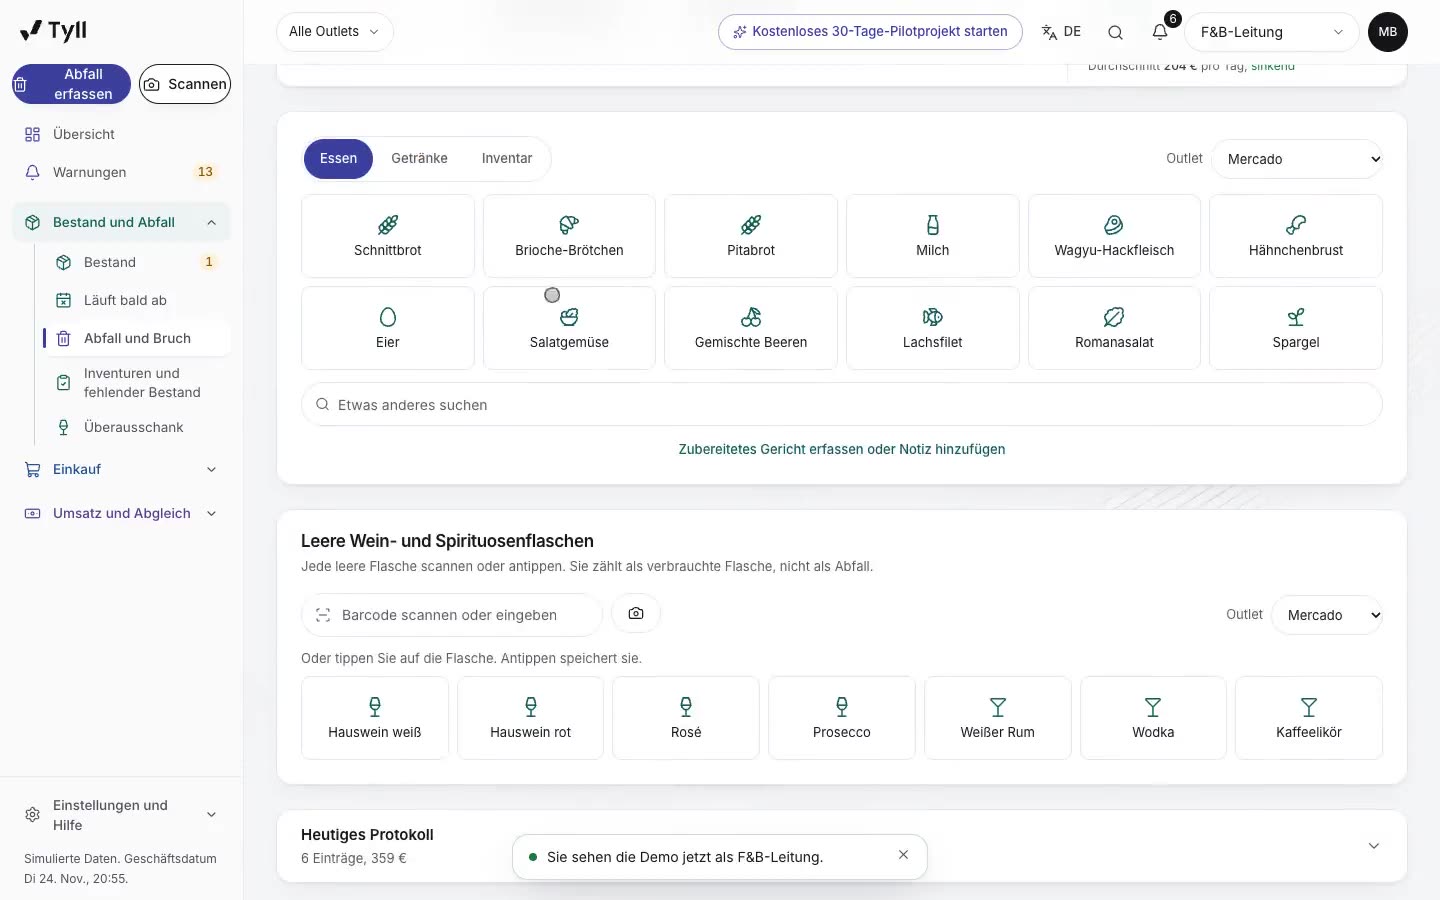 Tyll
Abfall erfassen
Scannen
Übersicht
Warnungen 13
Bestand und Abfall
Bestand 1
Läuft bald ab
Abfall und Bruch
Inventuren und
fehlender Bestand
Überausschank
Einkauf
Umsatz und Abgleich
Einstellungen und
Hilfe
Simulierte Daten. Geschäftsdatum
Di 24. Nov., 20:55.
Alle Outlets
Kostenloses 30-Tage-Pilotprojekt starten
DE
6
F&B-Leitung
MB
Durchschnitt 204 € pro Tag, sinkend
Essen Getränke Inventar
Outlet Mercado
Schnittbrot Brioche-Brötchen Pitabrot Milch Wagyu-Hackfleisch Hähnchenbrust
Eier Salatgemüse Gemischte Beeren Lachsfilet Romanasalat Spargel
Etwas anderes suchen
Zubereitetes Gericht erfassen oder Notiz hinzufügen
Leere Wein- und Spirituosenflaschen
Jede leere Flasche scannen oder antippen. Sie zählt als verbrauchte Flasche, nicht als Abfall.
Barcode scannen oder eingeben
Outlet Mercado
Oder tippen Sie auf die Flasche. Antippen speichert sie.
Hauswein weiß Hauswein rot Rosé Prosecco Weißer Rum Wodka Kaffeelikör
Heutiges Protokoll
6 Einträge, 359 €
Sie sehen die Demo jetzt als F&B-Leitung.